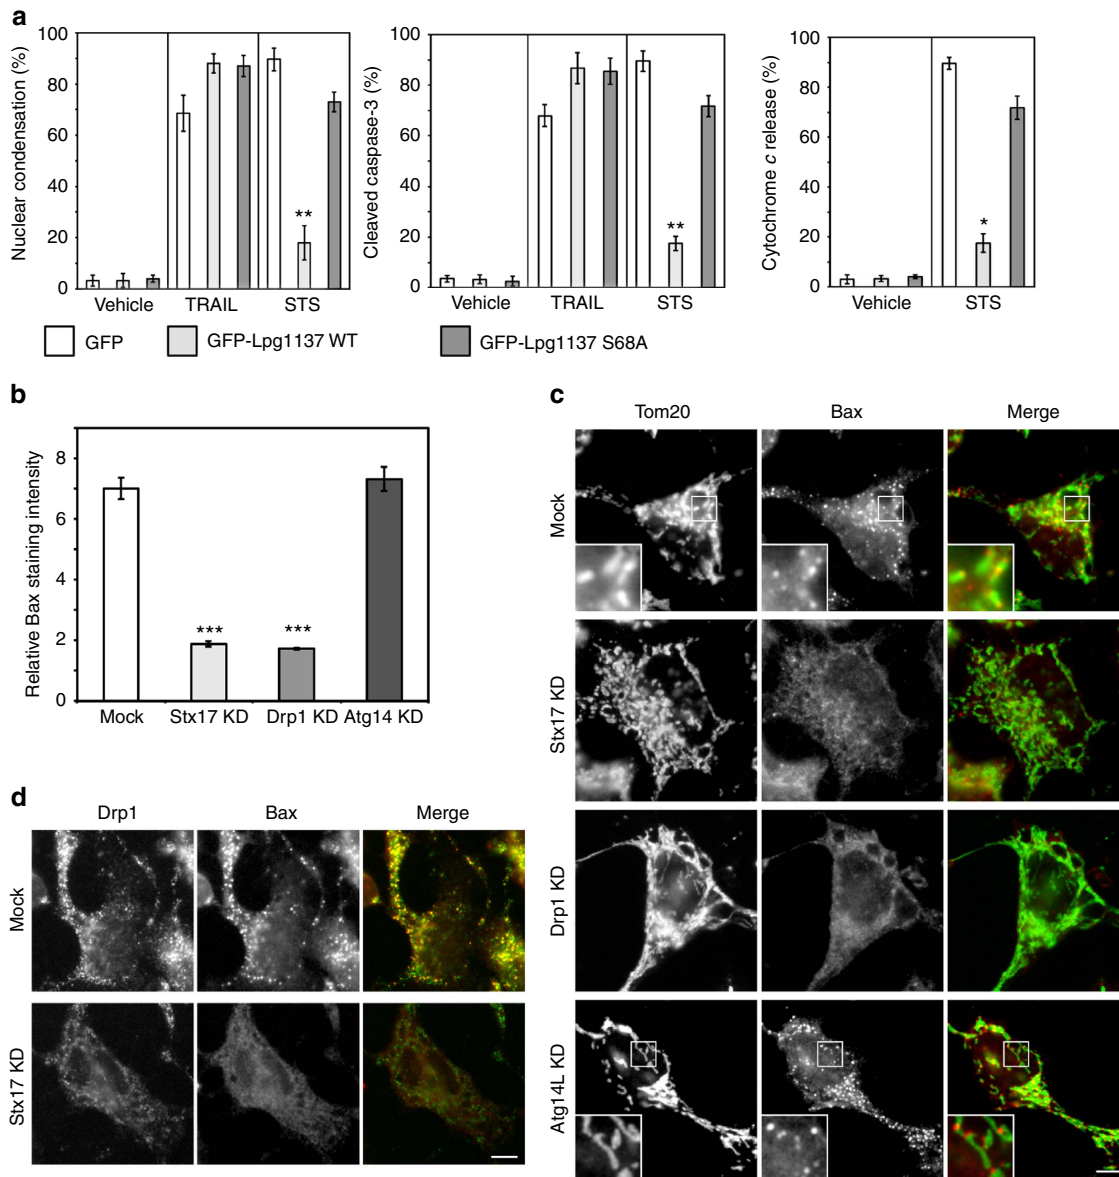 a
Nuclear condensation (%)
100
80
60
40
20
0
**
Vehicle TRAIL STS
Cleaved caspase-3 (%)
100
80
60
40
20
0
**
Vehicle TRAIL STS
Cytochrome c release (%)
100
80
60
40
20
0
*
Vehicle STS
GFP GFP-Lpg1137 WT GFP-Lpg1137 S68A
b
Relative Bax staining intensity
8
6
4
2
0
*** ***
Mock Stx17 KD Drp1 KD Atg14 KD
c
Tom20 Bax Merge
Mock
Stx17 KD
Drp1 KD
Atg14L KD
d
Drp1 Bax Merge
Mock
Stx17 KD